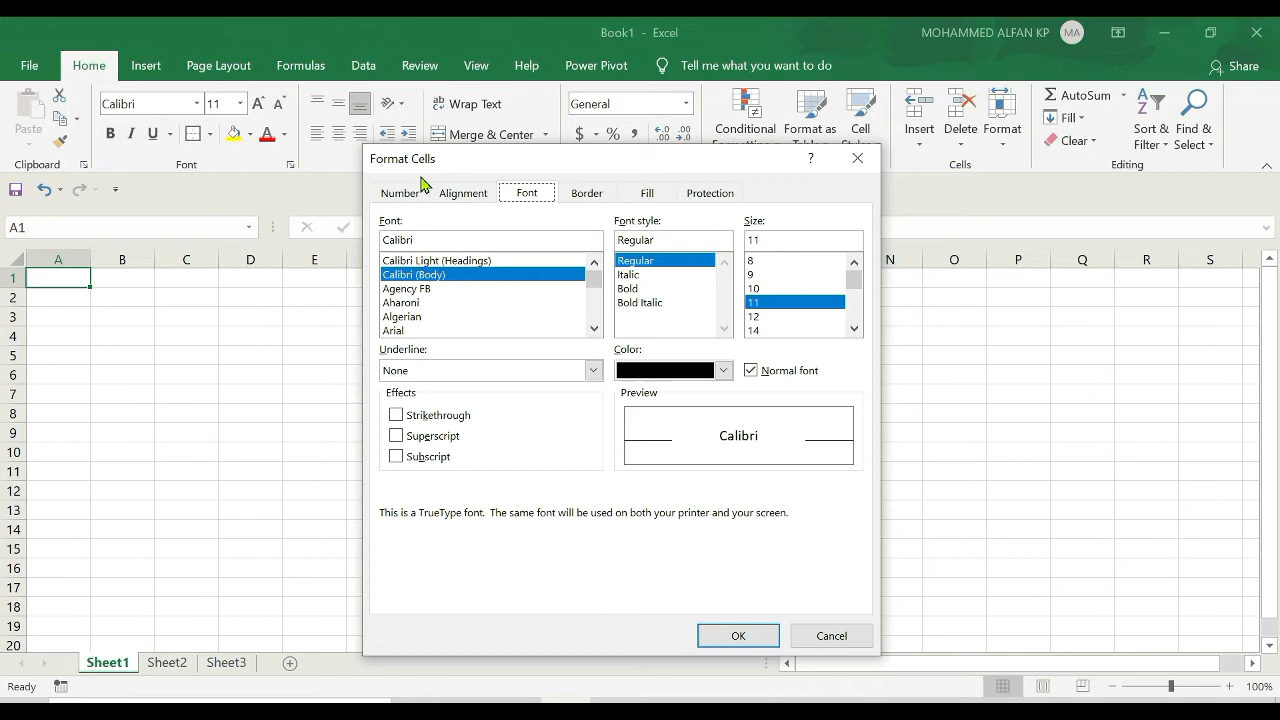 Book1 - Excel MOHAMMED ALFAN KP MA
File Home Insert Page Layout Formulas Data Review View Help Power Pivot Tell me what you want to do Share
Calibri 11 Wrap Text General AutoSum
Paste B I U Merge & Center $ % Conditional Format as Cell Insert Delete Format Fill Sort & Find &
Clear Filter Select
Clipboard Font Cells Editing
Format Cells ?
Number Alignment Font Border Fill Protection
A1
Font: Font style: Size:
Calibri Regular 11
Calibri Light (Headings) Regular 8
Calibri (Body) Italic 9
Agency FB Bold 10
Aharoni Bold Italic 11
Algerian 12
Arial 14
Underline: Color:
None Normal font
Effects Preview
Strikethrough
Superscript Calibri
Subscript
This is a TrueType font. The same font will be used on both your printer and your screen.
OK Cancel
A B C D E N O P Q R S
1
2
3
4
5
6
7
8
9
10
11
12
13
14
15
16
17
18
19
20
Sheet1 Sheet2 Sheet3
Ready 100%